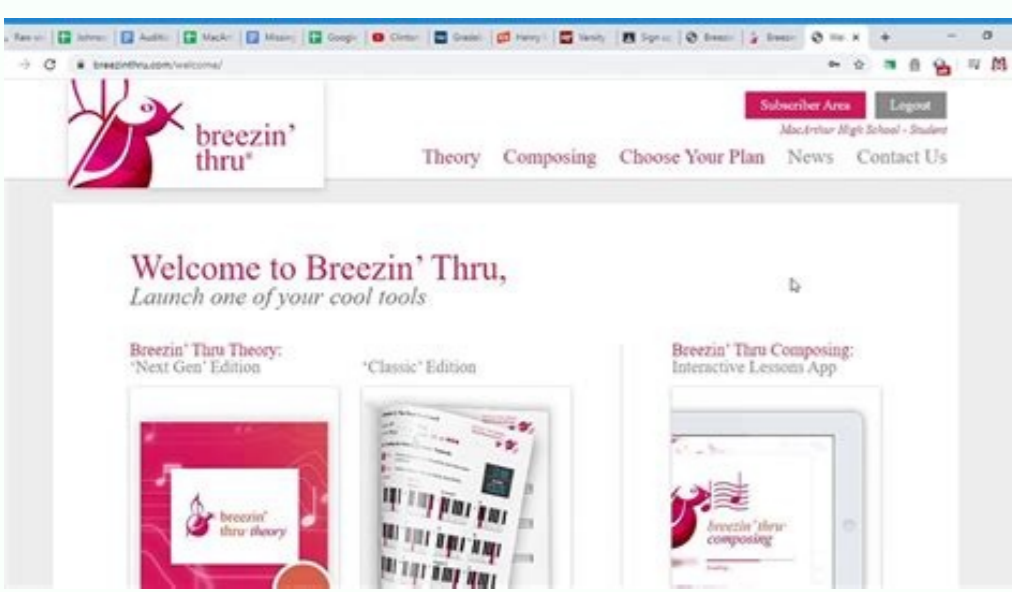 breezinthru.com/welcome/
Subscriber Area Logout
MacArthur High School - Student
breezin'
thru
Theory Composing Choose Your Plan News Contact Us
Welcome to Breezin' Thru,
Launch one of your cool tools
Breezin' Thru Theory:
'Next Gen' Edition
'Classic' Edition
Breezin' Thru Composing:
Interactive Lessons App
breezin'
thru theory
breezin' thru
composing